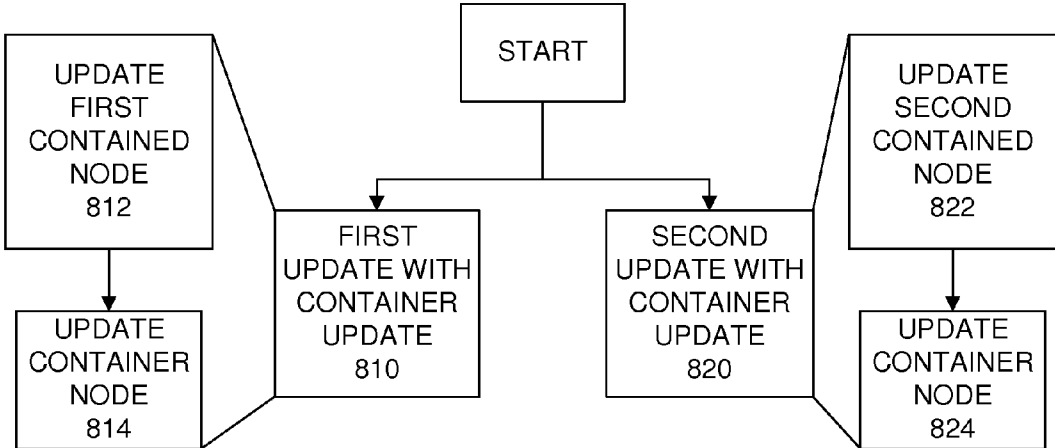 START
UPDATE
FIRST
CONTAINED
NODE
812
UPDATE
CONTAINER
NODE
814
FIRST
UPDATE WITH
CONTAINER
UPDATE
810
SECOND
UPDATE WITH
CONTAINER
UPDATE
820
UPDATE
SECOND
CONTAINED
NODE
822
UPDATE
CONTAINER
NODE
824